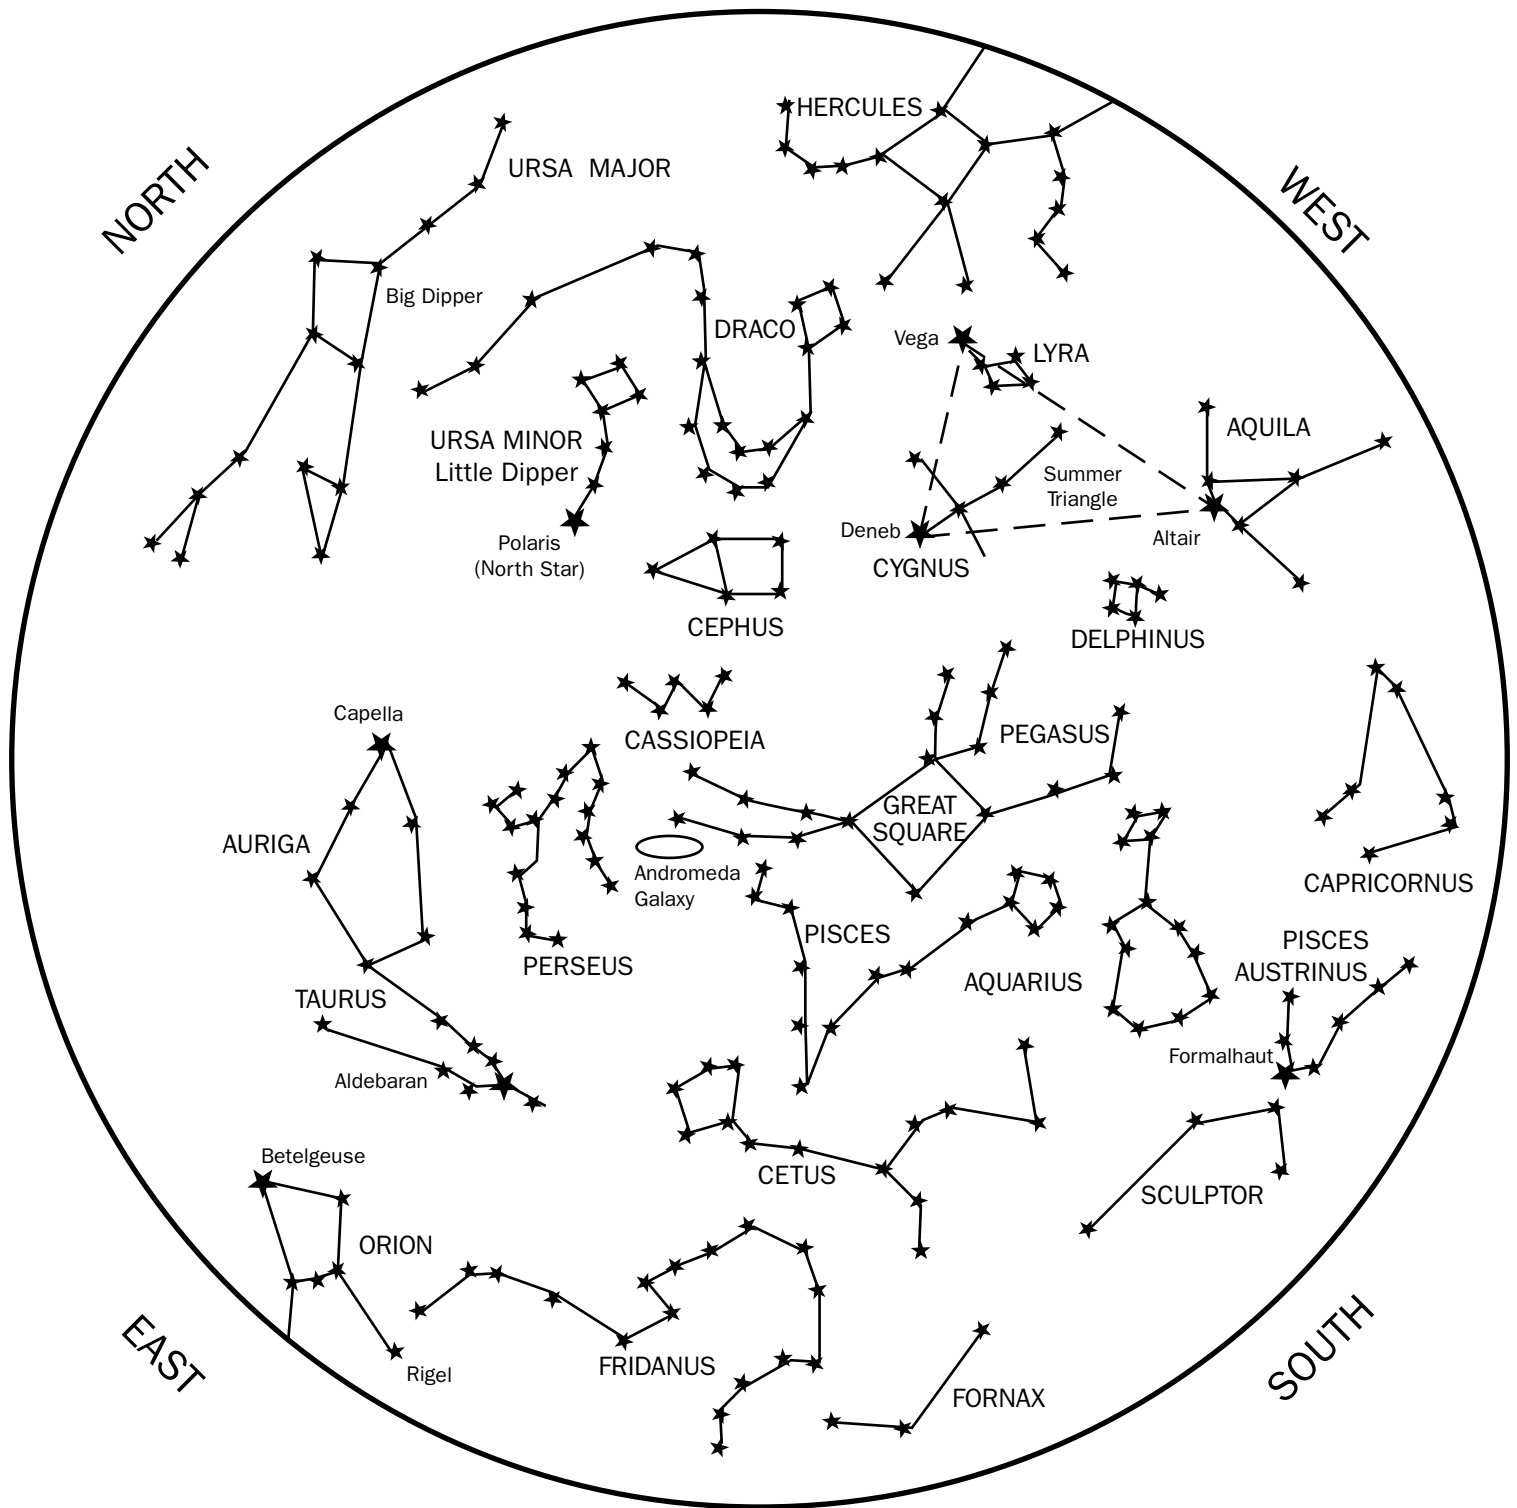 HERCULES
URSA MAJOR
NORTH
WEST
Big Dipper
DRACO
Vega
LYRA
AQUILA
URSA MINOR
Little Dipper
Summer
Triangle
Deneb
Altair
Polaris
(North Star)
CYGNUS
CEPHUS
DELPHINUS
Capella
CASSIOPEIA
PEGASUS
GREAT
SQUARE
AURIGA
Andromeda
Galaxy
CAPRICORNUS
PISCES
PISCES
AUSTRINUS
PERSEUS
AQUARIUS
TAURUS
Formalhaut
Aldebaran
Betelgeuse
CETUS
SCULPTOR
ORION
EAST
SOUTH
FRIDANUS
Rigel
FORNAX